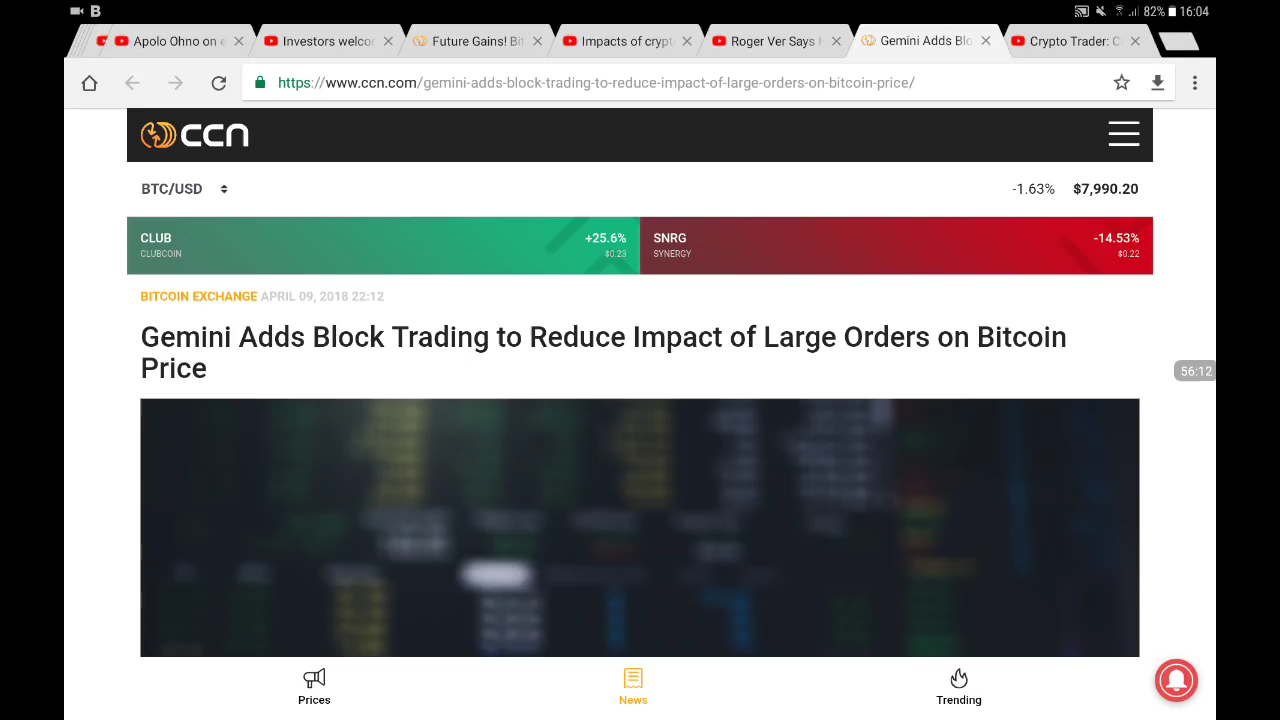 B 82% 16:04
Apolo Ohno on e
Investors welcor
Future Gains! Bit
Impacts of crypt
Roger Ver Says H
Gemini Adds Blo
Crypto Trader: C
https://www.ccn.com/gemini-adds-block-trading-to-reduce-impact-of-large-orders-on-bitcoin-price/
ccn
BTC/USD -1.63% $7,990.20
CLUB +25.6% SNRG -14.53%
CLUBCOIN $0.23 SYNERGY $0.22
BITCOIN EXCHANGE APRIL 09, 2018 22:12
Gemini Adds Block Trading to Reduce Impact of Large Orders on Bitcoin
Price
56:12
Prices News Trending